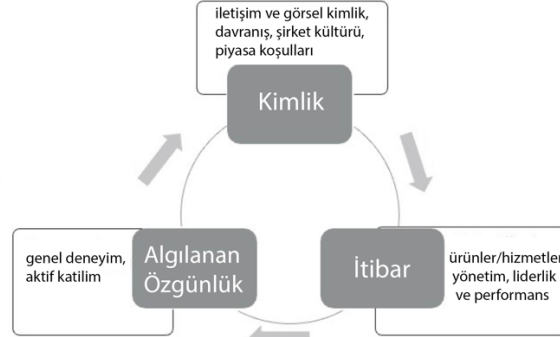 iletişim ve görsel kimlik,
davranış, şirket kültürü,
piyasa koşulları
Kimlik
genel deneyim,
aktif katilim
Algılanan
Özgünlük
İtibar
ürünler/hizmetler
yönetim, liderlik
ve performans